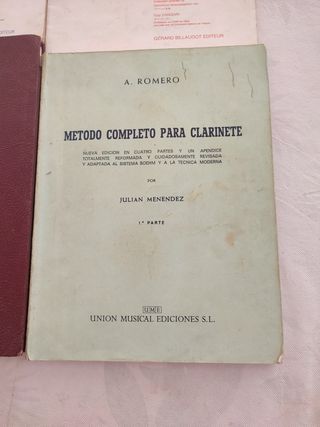 GÉRARD BILLAUDOT EDITEUR
A. ROMERO
METODO COMPLETO PARA CLARINETE
NUEVA EDICION EN CUATRO PARTES Y UN APENDICE
TOTALMENTE REFORMADA Y CUIDADOSAMENTE REVISADA
Y ADAPTADA AL SISTEMA BOEHM Y A LA TECNICA MODERNA
POR
JULIAN MENENDEZ
1.ª PARTE
UME
UNION MUSICAL EDICIONES S.L.